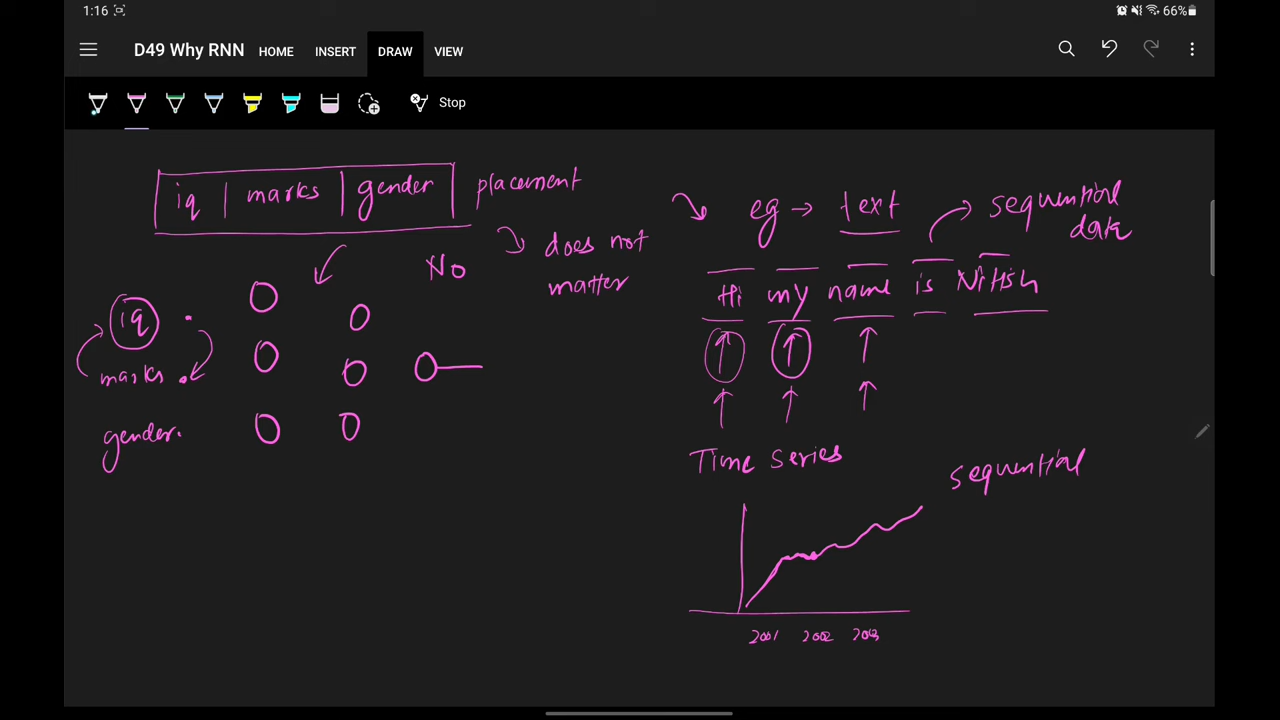 1:16
66%
D49 Why RNN HOME INSERT DRAW VIEW
Stop
iq | marks | gender placement
does not
matter
No
iq
marks
gender
eg → text → sequential
data
Hi my name is Nitish
Time Series
sequential
2001 2002 2003